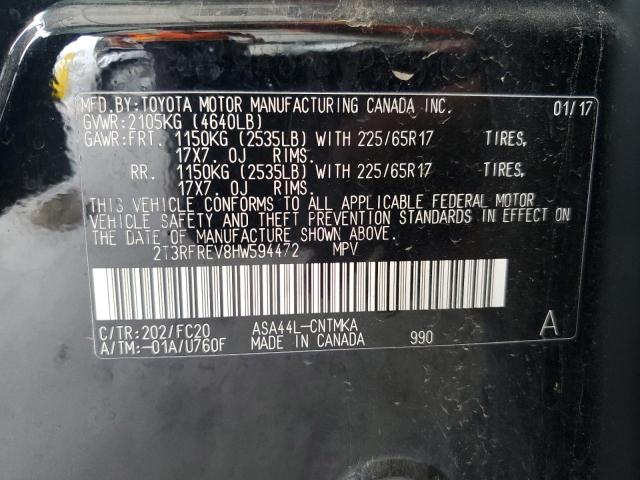 MFD.BY:TOYOTA MOTOR MANUFACTURING CANADA INC. 01/17
GVWR:2105KG (4640LB)
GAWR:FRT. 1150KG (2535LB) WITH 225/65R17 TIRES,
17X7.0J RIMS.
RR. 1150KG (2535LB) WITH 225/65R17 TIRES,
17X7.0J RIMS.
THIS VEHICLE CONFORMS TO ALL APPLICABLE FEDERAL MOTOR
VEHICLE SAFETY AND THEFT PREVENTION STANDARDS IN EFFECT ON
THE DATE OF MANUFACTURE SHOWN ABOVE.
2T3RFREV8HW594472 MPV
C/TR:202/FC20 ASA44L-CNTMKA A
A/TM:-01A/U760F MADE IN CANADA 990